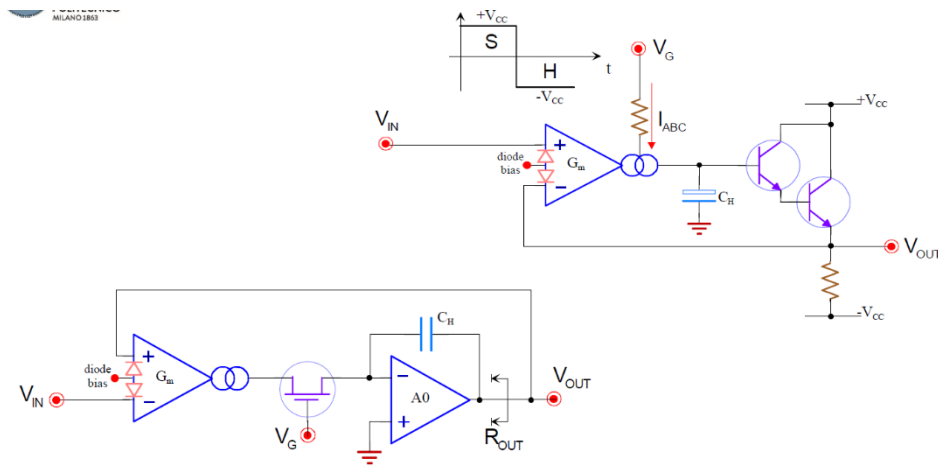 MILANO 1863
+Vcc
S
H
t
-Vcc
VG
IABC
+Vcc
VIN
+
diode
bias
Gm
−
CH
VOUT
-Vcc
CH
+
diode
bias
Gm
−
VIN
VG
−
A0
+
VOUT
ROUT